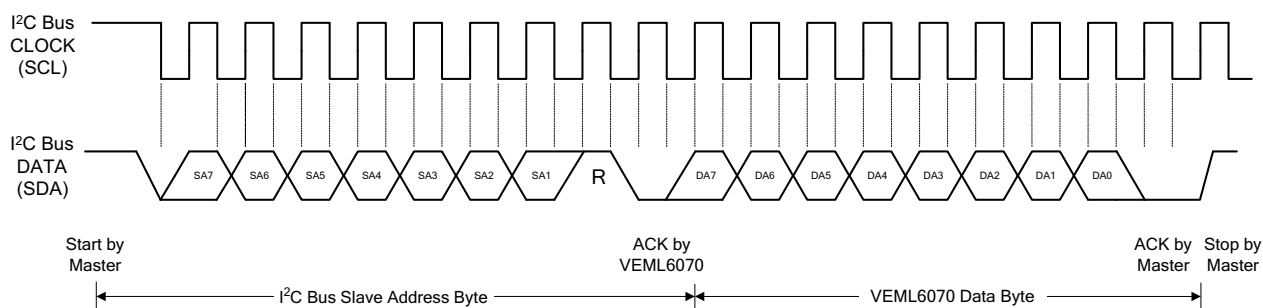 I²C Bus
CLOCK
(SCL)
I²C Bus
DATA
(SDA)
SA7 SA6 SA5 SA4 SA3 SA2 SA1 R DA7 DA6 DA5 DA4 DA3 DA2 DA1 DA0
Start by
Master
ACK by
VEML6070
ACK by
Master
Stop by
Master
I²C Bus Slave Address Byte
VEML6070 Data Byte